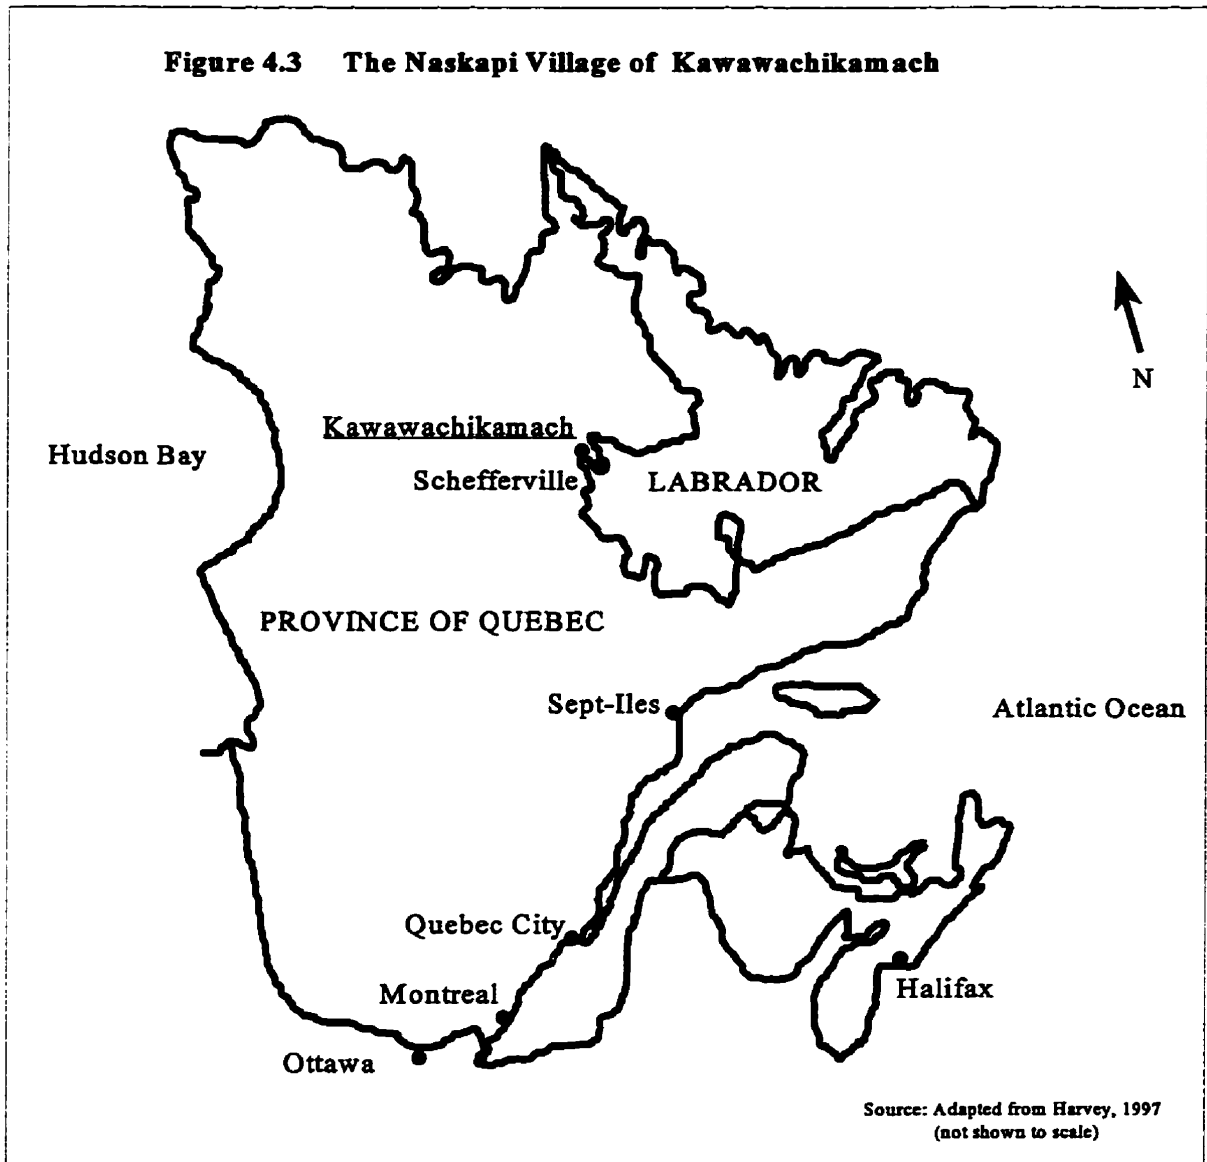 Figure 4.3 The Naskapi Village of Kawawachikamach
N
Kawawachikamach
Hudson Bay
Schefferville
LABRADOR
PROVINCE OF QUEBEC
Sept-Iles
Atlantic Ocean
Quebec City
Montreal
Halifax
Ottawa
Source: Adapted from Harvey, 1997
(not shown to scale)